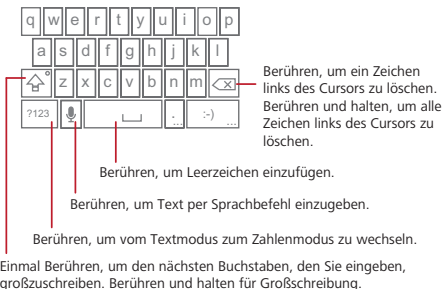 q w e r t y u i o p
a s d f g h j k l
z x c v b n m
?123 . ... :-) ...
Berühren, um ein Zeichen
links des Cursors zu löschen.
Berühren und halten, um alle
Zeichen links des Cursors zu
löschen.
Berühren, um Leerzeichen einzufügen.
Berühren, um Text per Sprachbefehl einzugeben.
Berühren, um vom Textmodus zum Zahlenmodus zu wechseln.
Einmal Berühren, um den nächsten Buchstaben, den Sie eingeben,
großzuschreiben. Berühren und halten für Großschreibung.